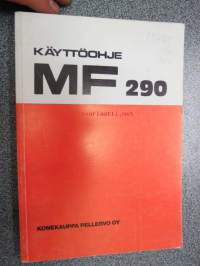 KÄYTTÖOHJE
MF 290
KONEKAUPPA PELLERVO OY